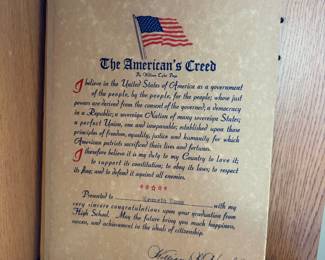 The American's Creed
By William Tyler Page
I believe in the United States of America as a government
of the people, by the people, for the people; whose just
powers are derived from the consent of the governed; a democracy
in a Republic; a sovereign Nation of many sovereign States;
a perfect Union, one and inseparable; established upon those
principles of freedom, equality, justice and humanity for which
American patriots sacrificed their lives and fortunes.
I therefore believe it is my duty to my Country to love it;
to support its constitution; to obey its laws; to respect
its flag; and to defend it against all enemies.
Presented to Kenneth
with my
very sincere congratulations upon your graduation from
High School. May the future bring you much happiness,
success, and achievement in the ideals of citizenship.
William